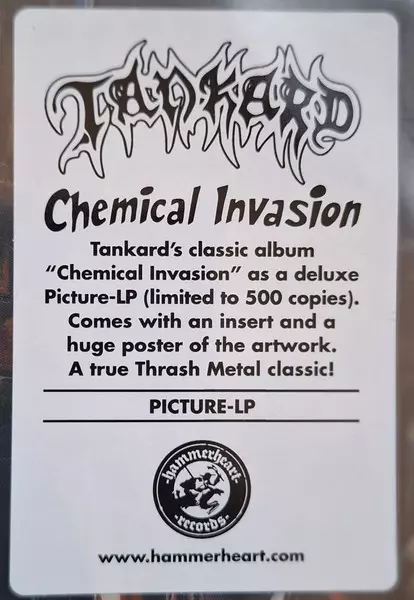 TANKARD
Chemical Invasion
Tankard's classic album
"Chemical Invasion" as a deluxe
Picture-LP (limited to 500 copies).
Comes with an insert and a
huge poster of the artwork.
A true Thrash Metal classic!
PICTURE-LP
-hammerheart-
-records-
www.hammerheart.com